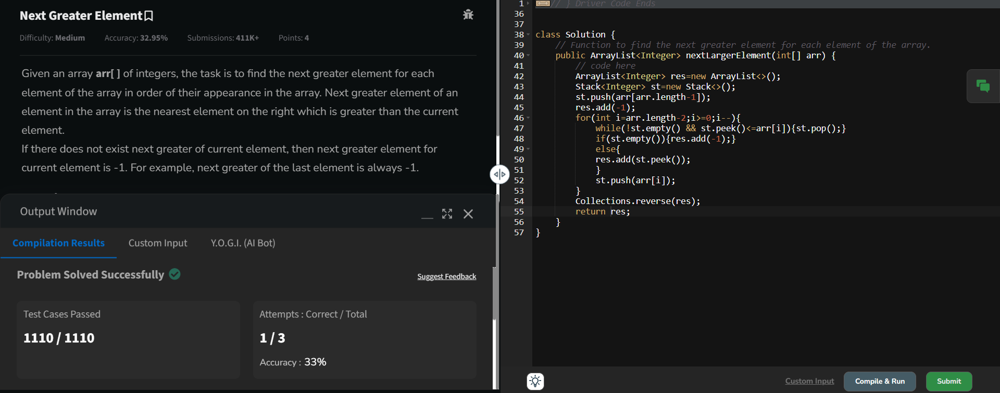 Next Greater Element
Difficulty: Medium Accuracy: 32.95% Submissions: 411K+ Points: 4
Given an array arr[ ] of integers, the task is to find the next greater element for each
element of the array in order of their appearance in the array. Next greater element of an
element in the array is the nearest element on the right which is greater than the current
element.
If there does not exist next greater of current element, then next greater element for
current element is -1. For example, next greater of the last element is always -1.
Output Window
Compilation Results Custom Input Y.O.G.I. (AI Bot)
Problem Solved Successfully
Suggest Feedback
Test Cases Passed
1110 / 1110
Attempts : Correct / Total
1 / 3
Accuracy : 33%
1 // } Driver Code Ends
36
37
38 class Solution {
39 // Function to find the next greater element for each element of the array.
40 public ArrayList<Integer> nextLargerElement(int[] arr) {
41 // code here
42 ArrayList<Integer> res=new ArrayList<>();
43 Stack<Integer> st=new Stack<>();
44 st.push(arr[arr.length-1]);
45 res.add(-1);
46 for(int i=arr.length-2;i>=0;i--){
47 while(!st.empty() && st.peek()<=arr[i]){st.pop();}
48 if(st.empty()){res.add(-1);}
49 else{
50 res.add(st.peek());
51 }
52 st.push(arr[i]);
53 }
54 Collections.reverse(res);
55 return res;
56 }
57 }
Custom Input Compile & Run Submit